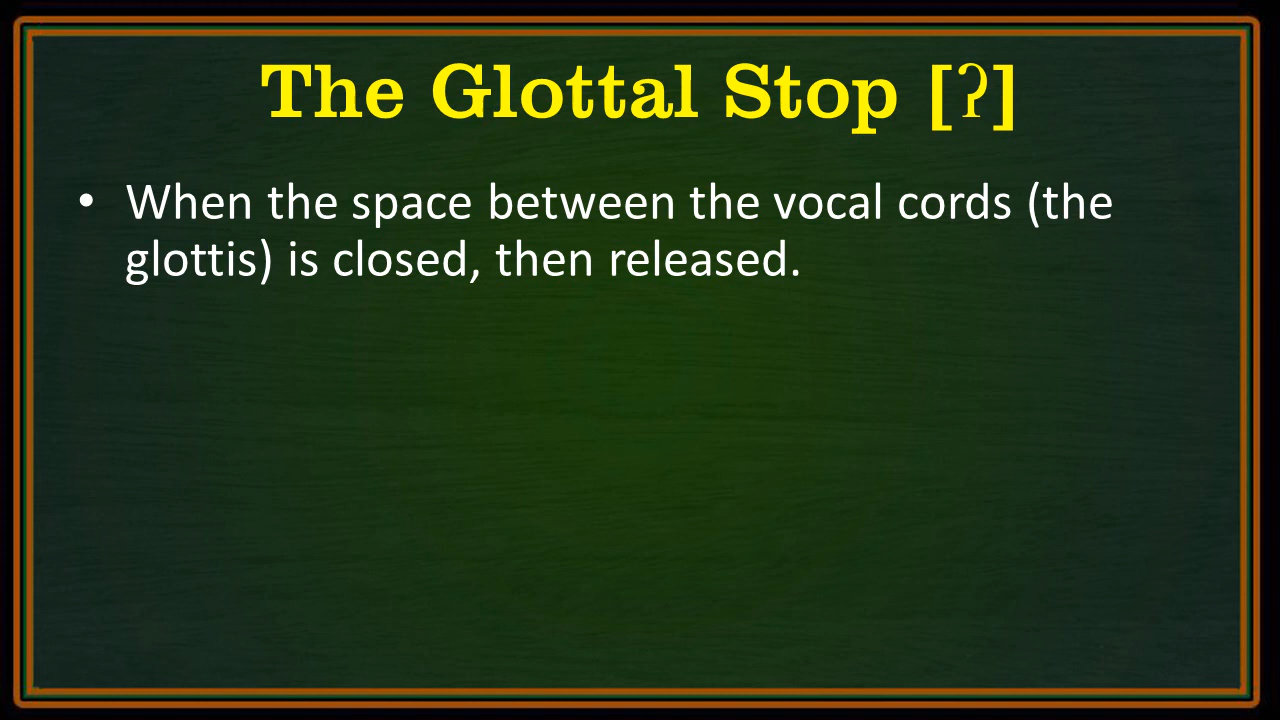 The Glottal Stop [ʔ]
• When the space between the vocal cords (the
glottis) is closed, then released.